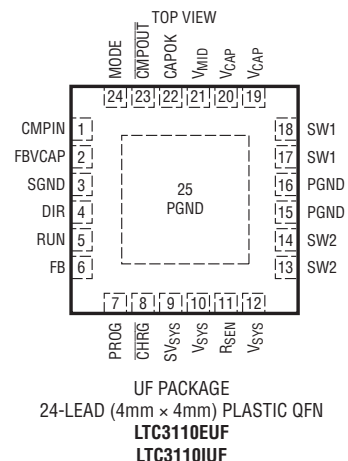 TOP VIEW
MODE
CMPOUT
CAPOK
VMID
VCAP
VCAP
24 23 22 21 20 19
CMPIN 1
FBVCAP 2
SGND 3
DIR 4
RUN 5
FB 6
25
PGND
18 SW1
17 SW1
16 PGND
15 PGND
14 SW2
13 SW2
7 8 9 10 11 12
PROG
CHRG
SVSYS
VSYS
RSEN
VSYS
UF PACKAGE
24-LEAD (4mm × 4mm) PLASTIC QFN
LTC3110EUF
LTC3110IUF